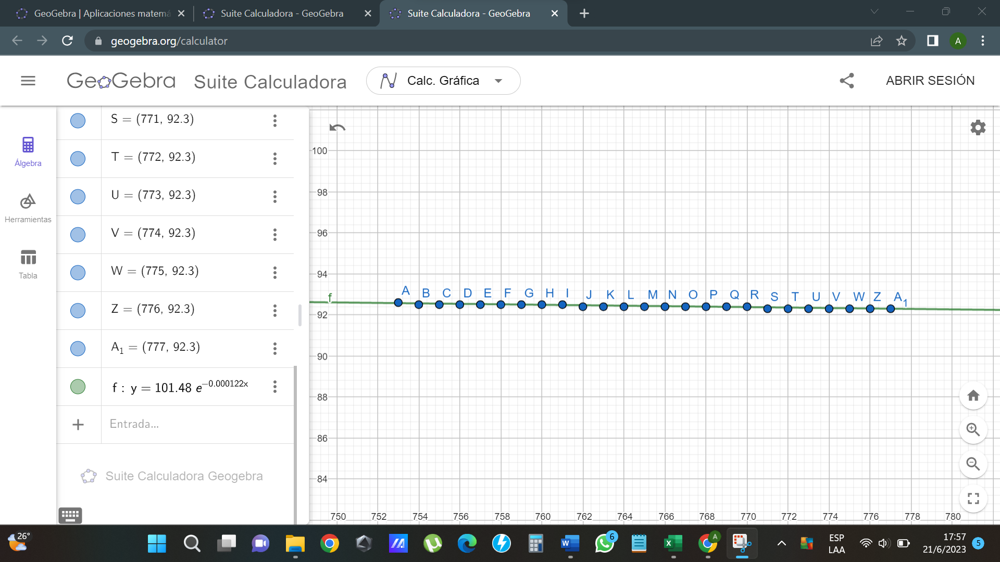 GeoGebra | Aplicaciones matemá
Suite Calculadora - GeoGebra
Suite Calculadora - GeoGebra
geogebra.org/calculator
A
GeoGebra Suite Calculadora
Calc. Gráfica
ABRIR SESIÓN
Álgebra
Herramientas
Tabla
S = (771, 92.3)
T = (772, 92.3)
U = (773, 92.3)
V = (774, 92.3)
W = (775, 92.3)
Z = (776, 92.3)
A₁ = (777, 92.3)
f : y = 101.48 e^−0.000122x
Entrada...
Suite Calculadora Geogebra
100
98
96
94
92
90
88
86
84
f
A B C D E F G H I J K L M N O P Q R S T U V W Z A₁
750 752 754 756 758 760 762 764 766 768 770 772 774 776 778 780
26°
W
6
X
A
ESP
LAA
17:57
21/6/2023
5